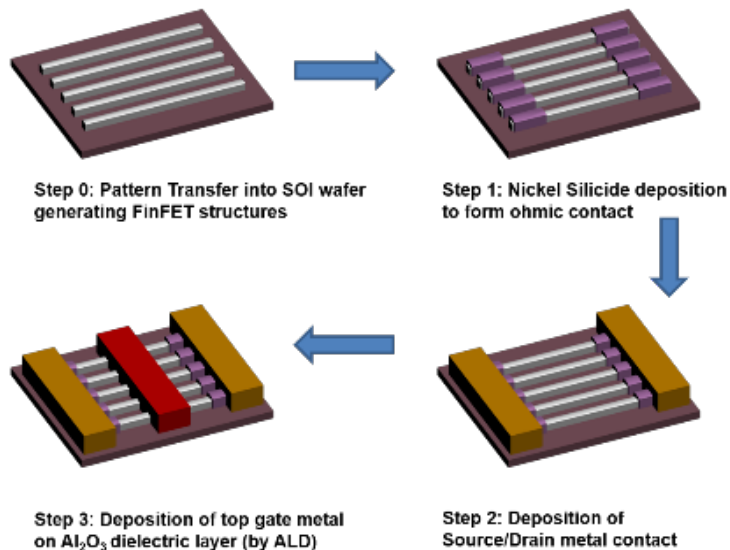 Step 0: Pattern Transfer into SOI wafer
generating FinFET structures
Step 1: Nickel Silicide deposition
to form ohmic contact
Step 3: Deposition of top gate metal
on Al₂O₃ dielectric layer (by ALD)
Step 2: Deposition of
Source/Drain metal contact